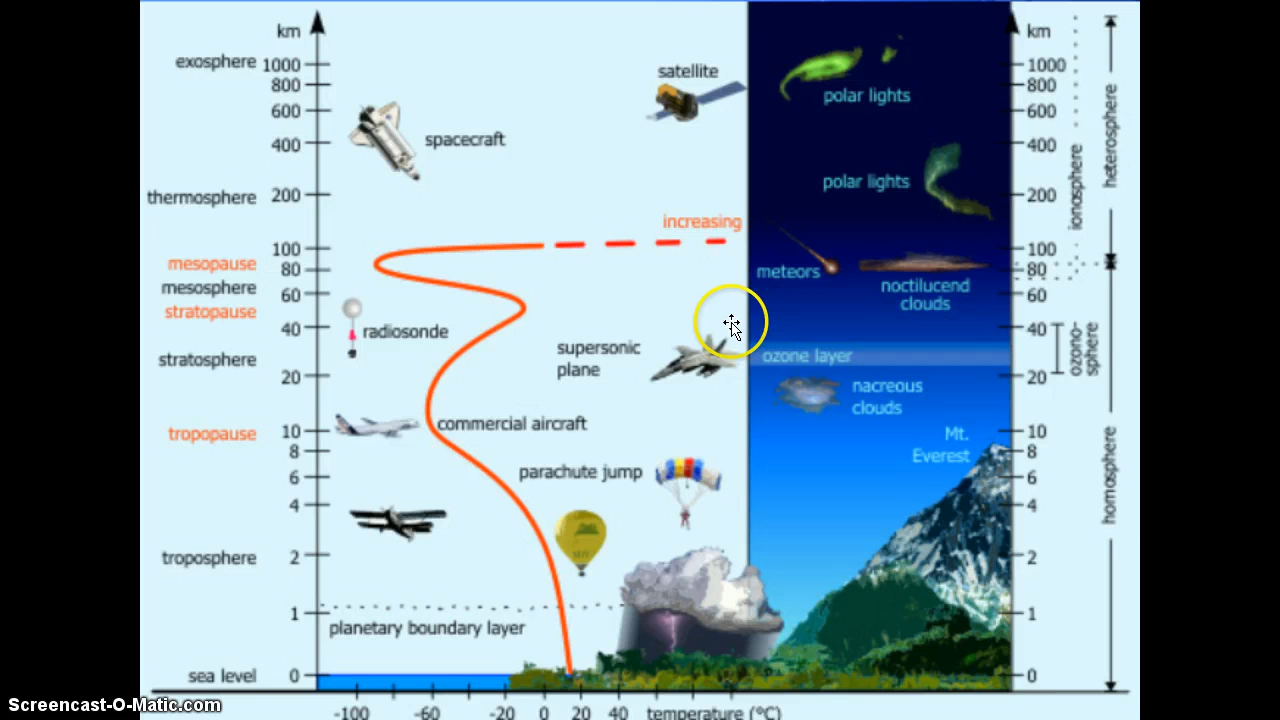 km
km
exosphere
1000
1000
800
800
600
600
400
400
200
200
100
100
80
80
60
60
40
40
20
20
10
10
8
8
6
6
4
4
2
2
1
1
0
0
satellite
polar lights
spacecraft
polar lights
thermosphere
increasing
mesopause
meteors
mesosphere
noctilucend
clouds
stratopause
radiosonde
supersonic
plane
stratosphere
ozone layer
nacreous
clouds
commercial aircraft
tropopause
Mt.
Everest
parachute jump
troposphere
planetary boundary layer
sea level
heterosphere
ionosphere
ozono-
sphere
homosphere
-100
-60
-20
0
20
40
temperature (°C)
Screencast-O-Matic.com